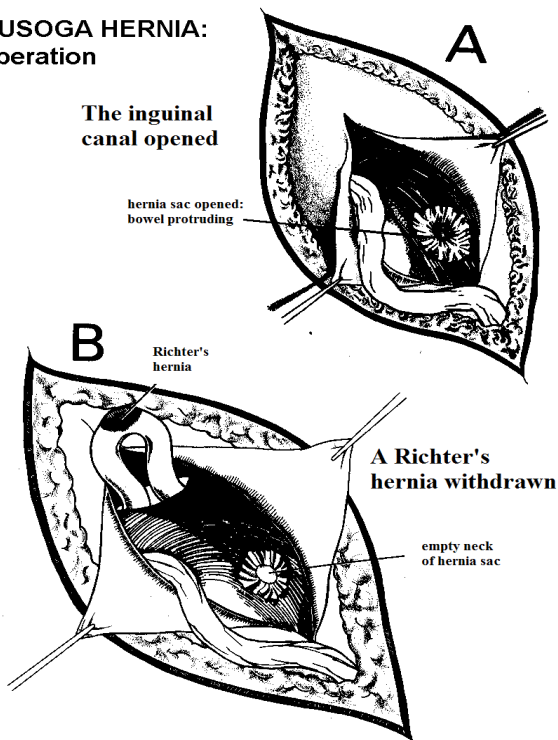 USOGA HERNIA:
peration
A
The inguinal
canal opened
hernia sac opened:
bowel protruding
B
Richter's
hernia
A Richter's
hernia withdrawn
empty neck
of hernia sac